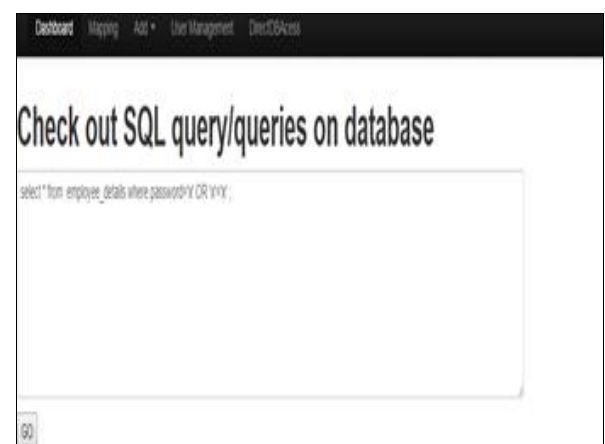 Dashboard Mapping Add User Management DirectDBAcess
Check out SQL query/queries on database
select * from employee_details where password='x' OR 'x'='x' ;
GO